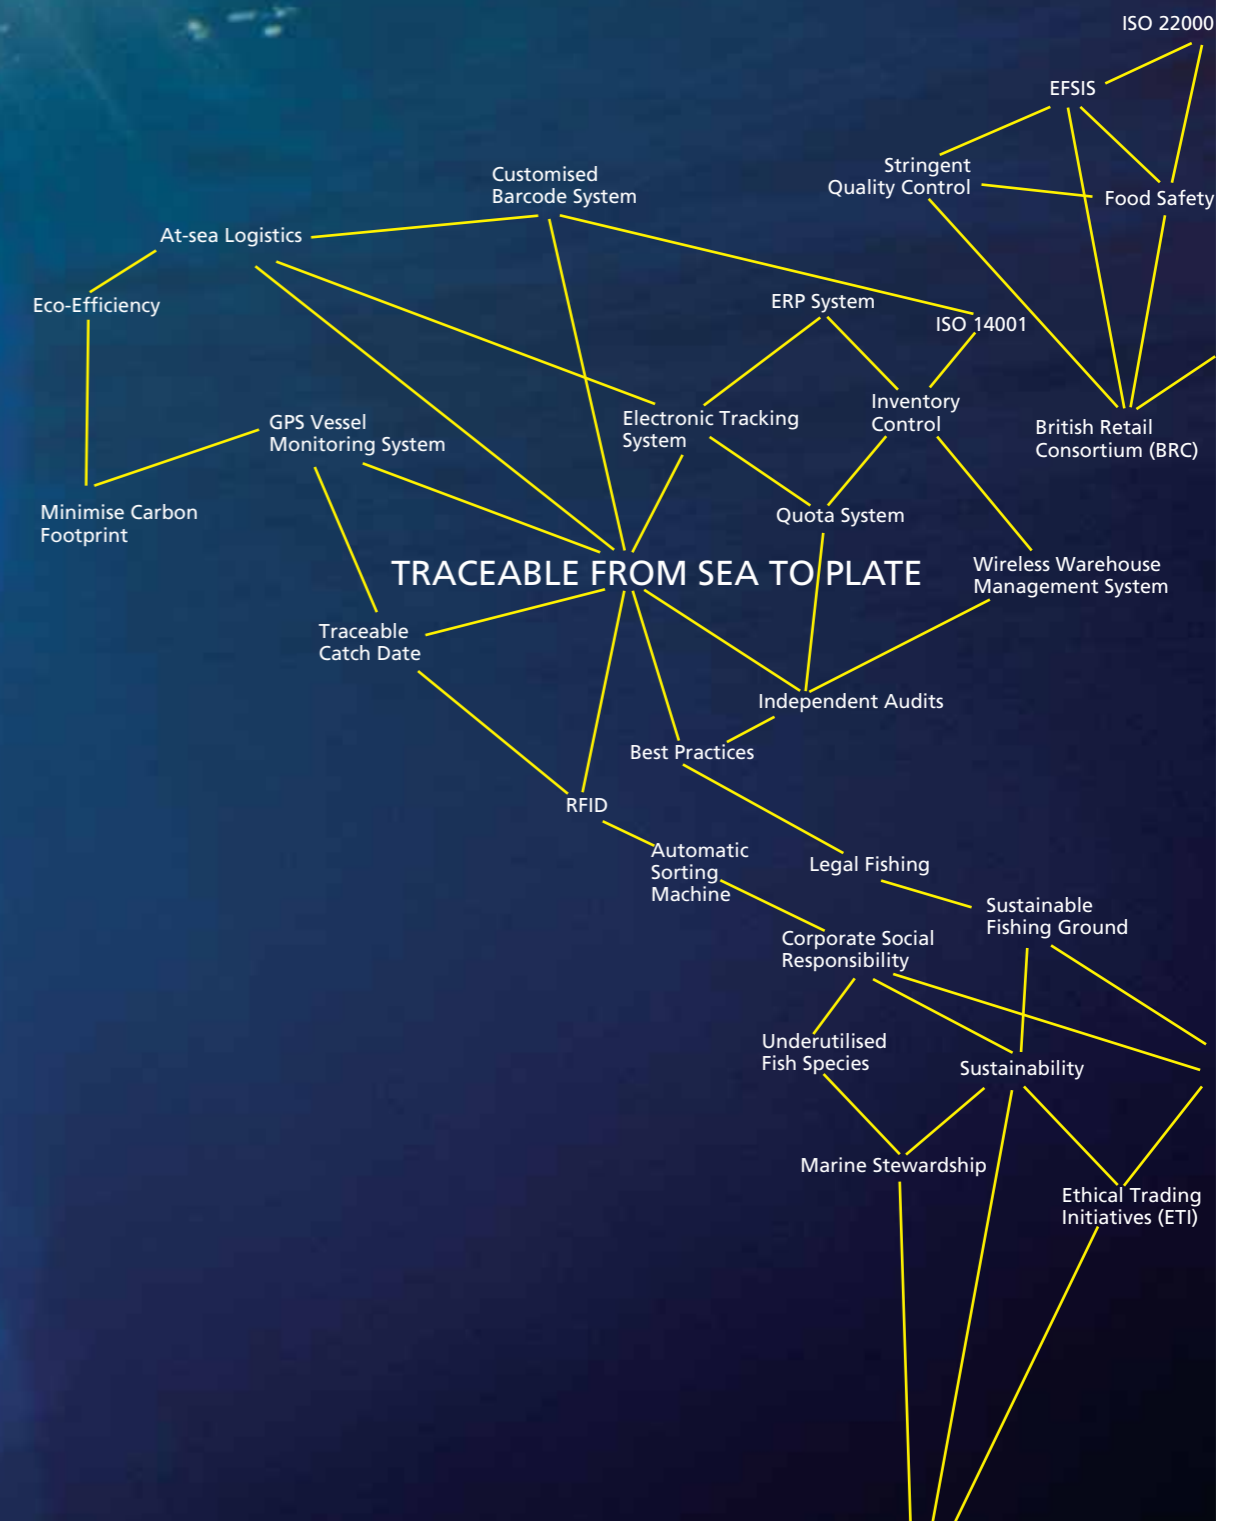 ISO 22000
EFSIS
Stringent
Quality Control
Food Safety
Customised
Barcode System
At-sea Logistics
Eco-Efficiency
ERP System
ISO 14001
Inventory
Control
British Retail
Consortium (BRC)
GPS Vessel
Monitoring System
Electronic Tracking
System
Minimise Carbon
Footprint
Quota System
TRACEABLE FROM SEA TO PLATE
Wireless Warehouse
Management System
Traceable
Catch Date
Independent Audits
Best Practices
RFID
Automatic
Sorting
Machine
Legal Fishing
Sustainable
Fishing Ground
Corporate Social
Responsibility
Underutilised
Fish Species
Sustainability
Marine Stewardship
Ethical Trading
Initiatives (ETI)